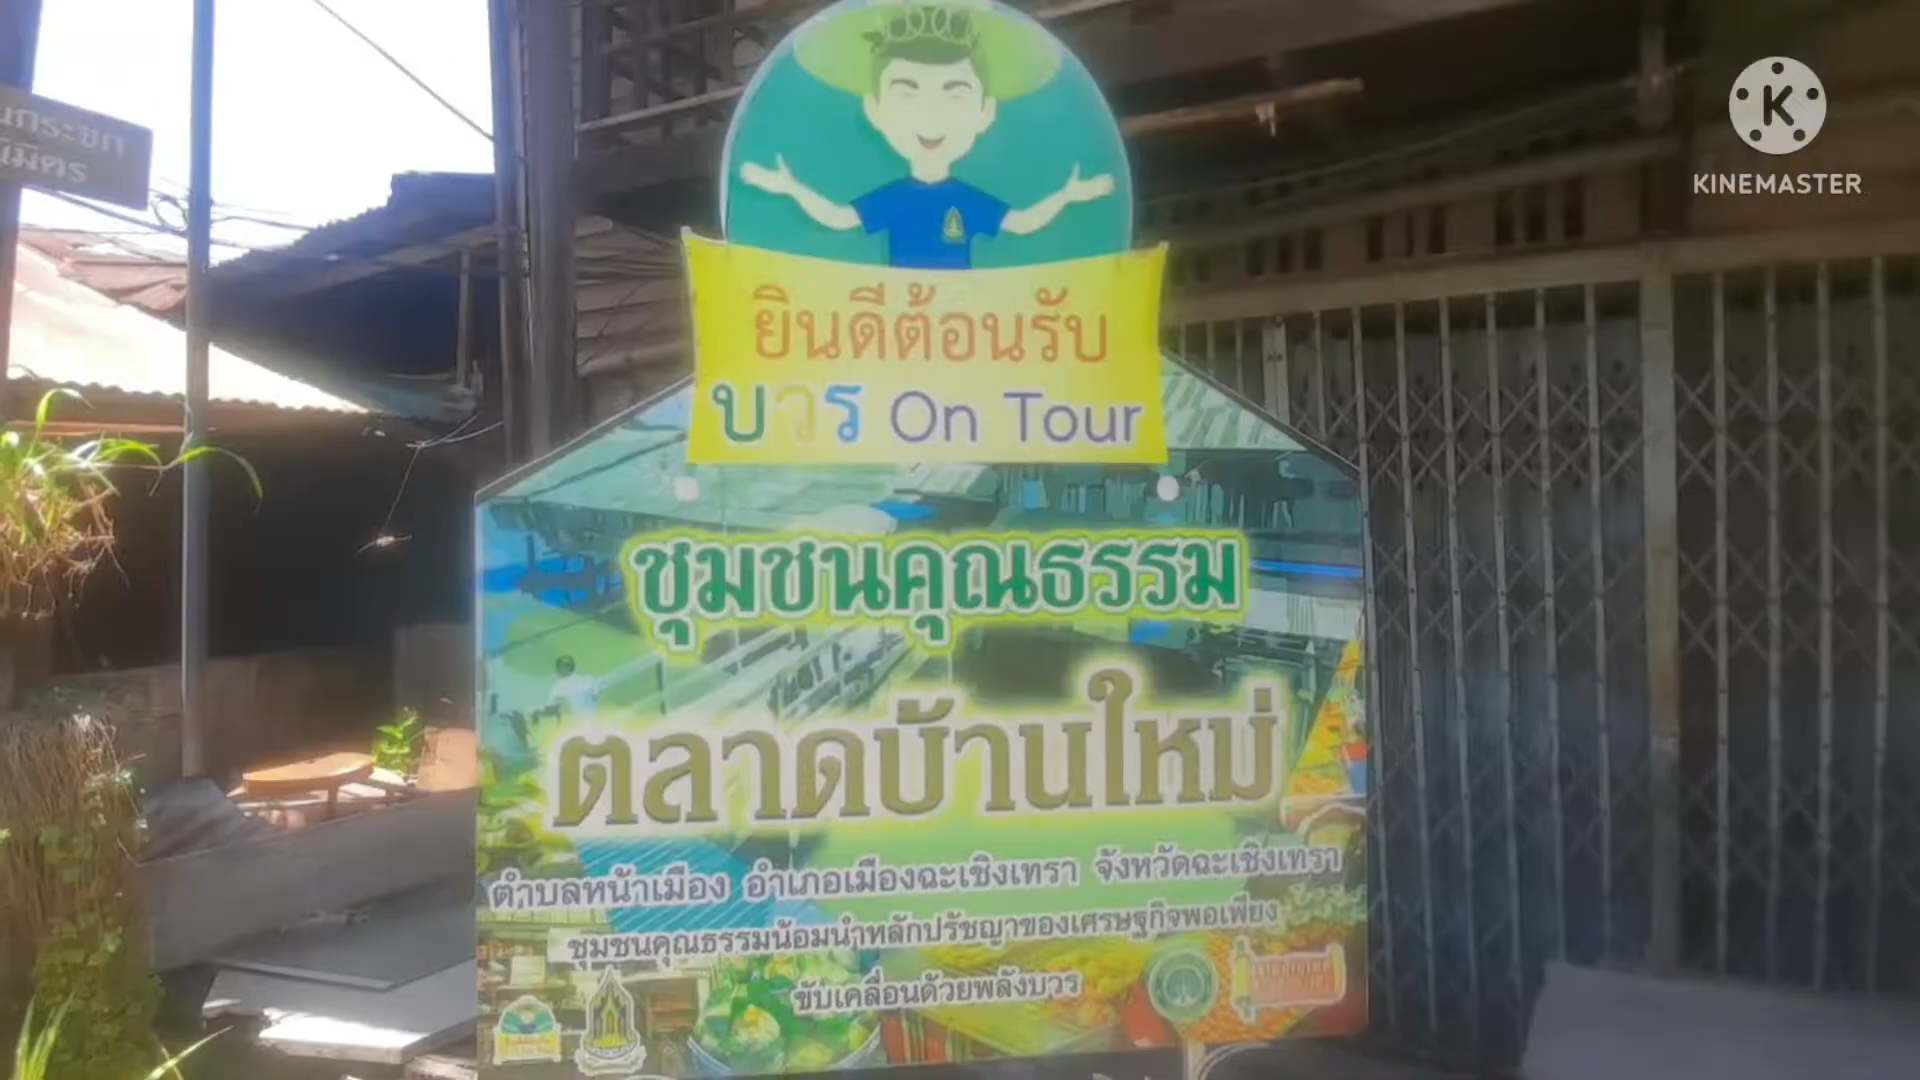 KINEMASTER
ยินดีต้อนรับ
บวร On Tour
ชุมชนคุณธรรม
ตลาดบ้านใหม่
ตำบลหน้าเมือง อำเภอเมืองฉะเชิงเทรา จังหวัดฉะเชิงเทรา
ชุมชนคุณธรรมน้อมนำหลักปรัชญาของเศรษฐกิจพอเพียง
ขับเคลื่อนด้วยพลังบวร